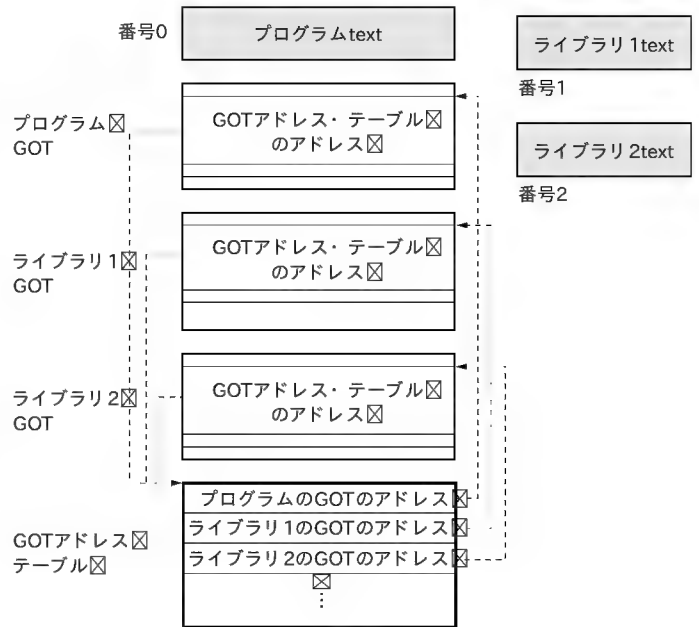 番号0
プログラムtext
ライブラリ1text
番号1
プログラム
GOT
GOTアドレス・テーブル
のアドレス
ライブラリ2text
番号2
ライブラリ1
GOT
GOTアドレス・テーブル
のアドレス
ライブラリ2
GOT
GOTアドレス・テーブル
のアドレス
GOTアドレス
テーブル
プログラムのGOTのアドレス
ライブラリ1のGOTのアドレス
ライブラリ2のGOTのアドレス
⋮